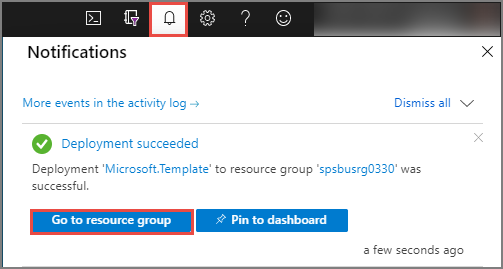 Notifications
More events in the activity log →
Dismiss all
Deployment succeeded
Deployment 'Microsoft.Template' to resource group 'spsbusrg0330' was
successful.
Go to resource group
Pin to dashboard
a few seconds ago